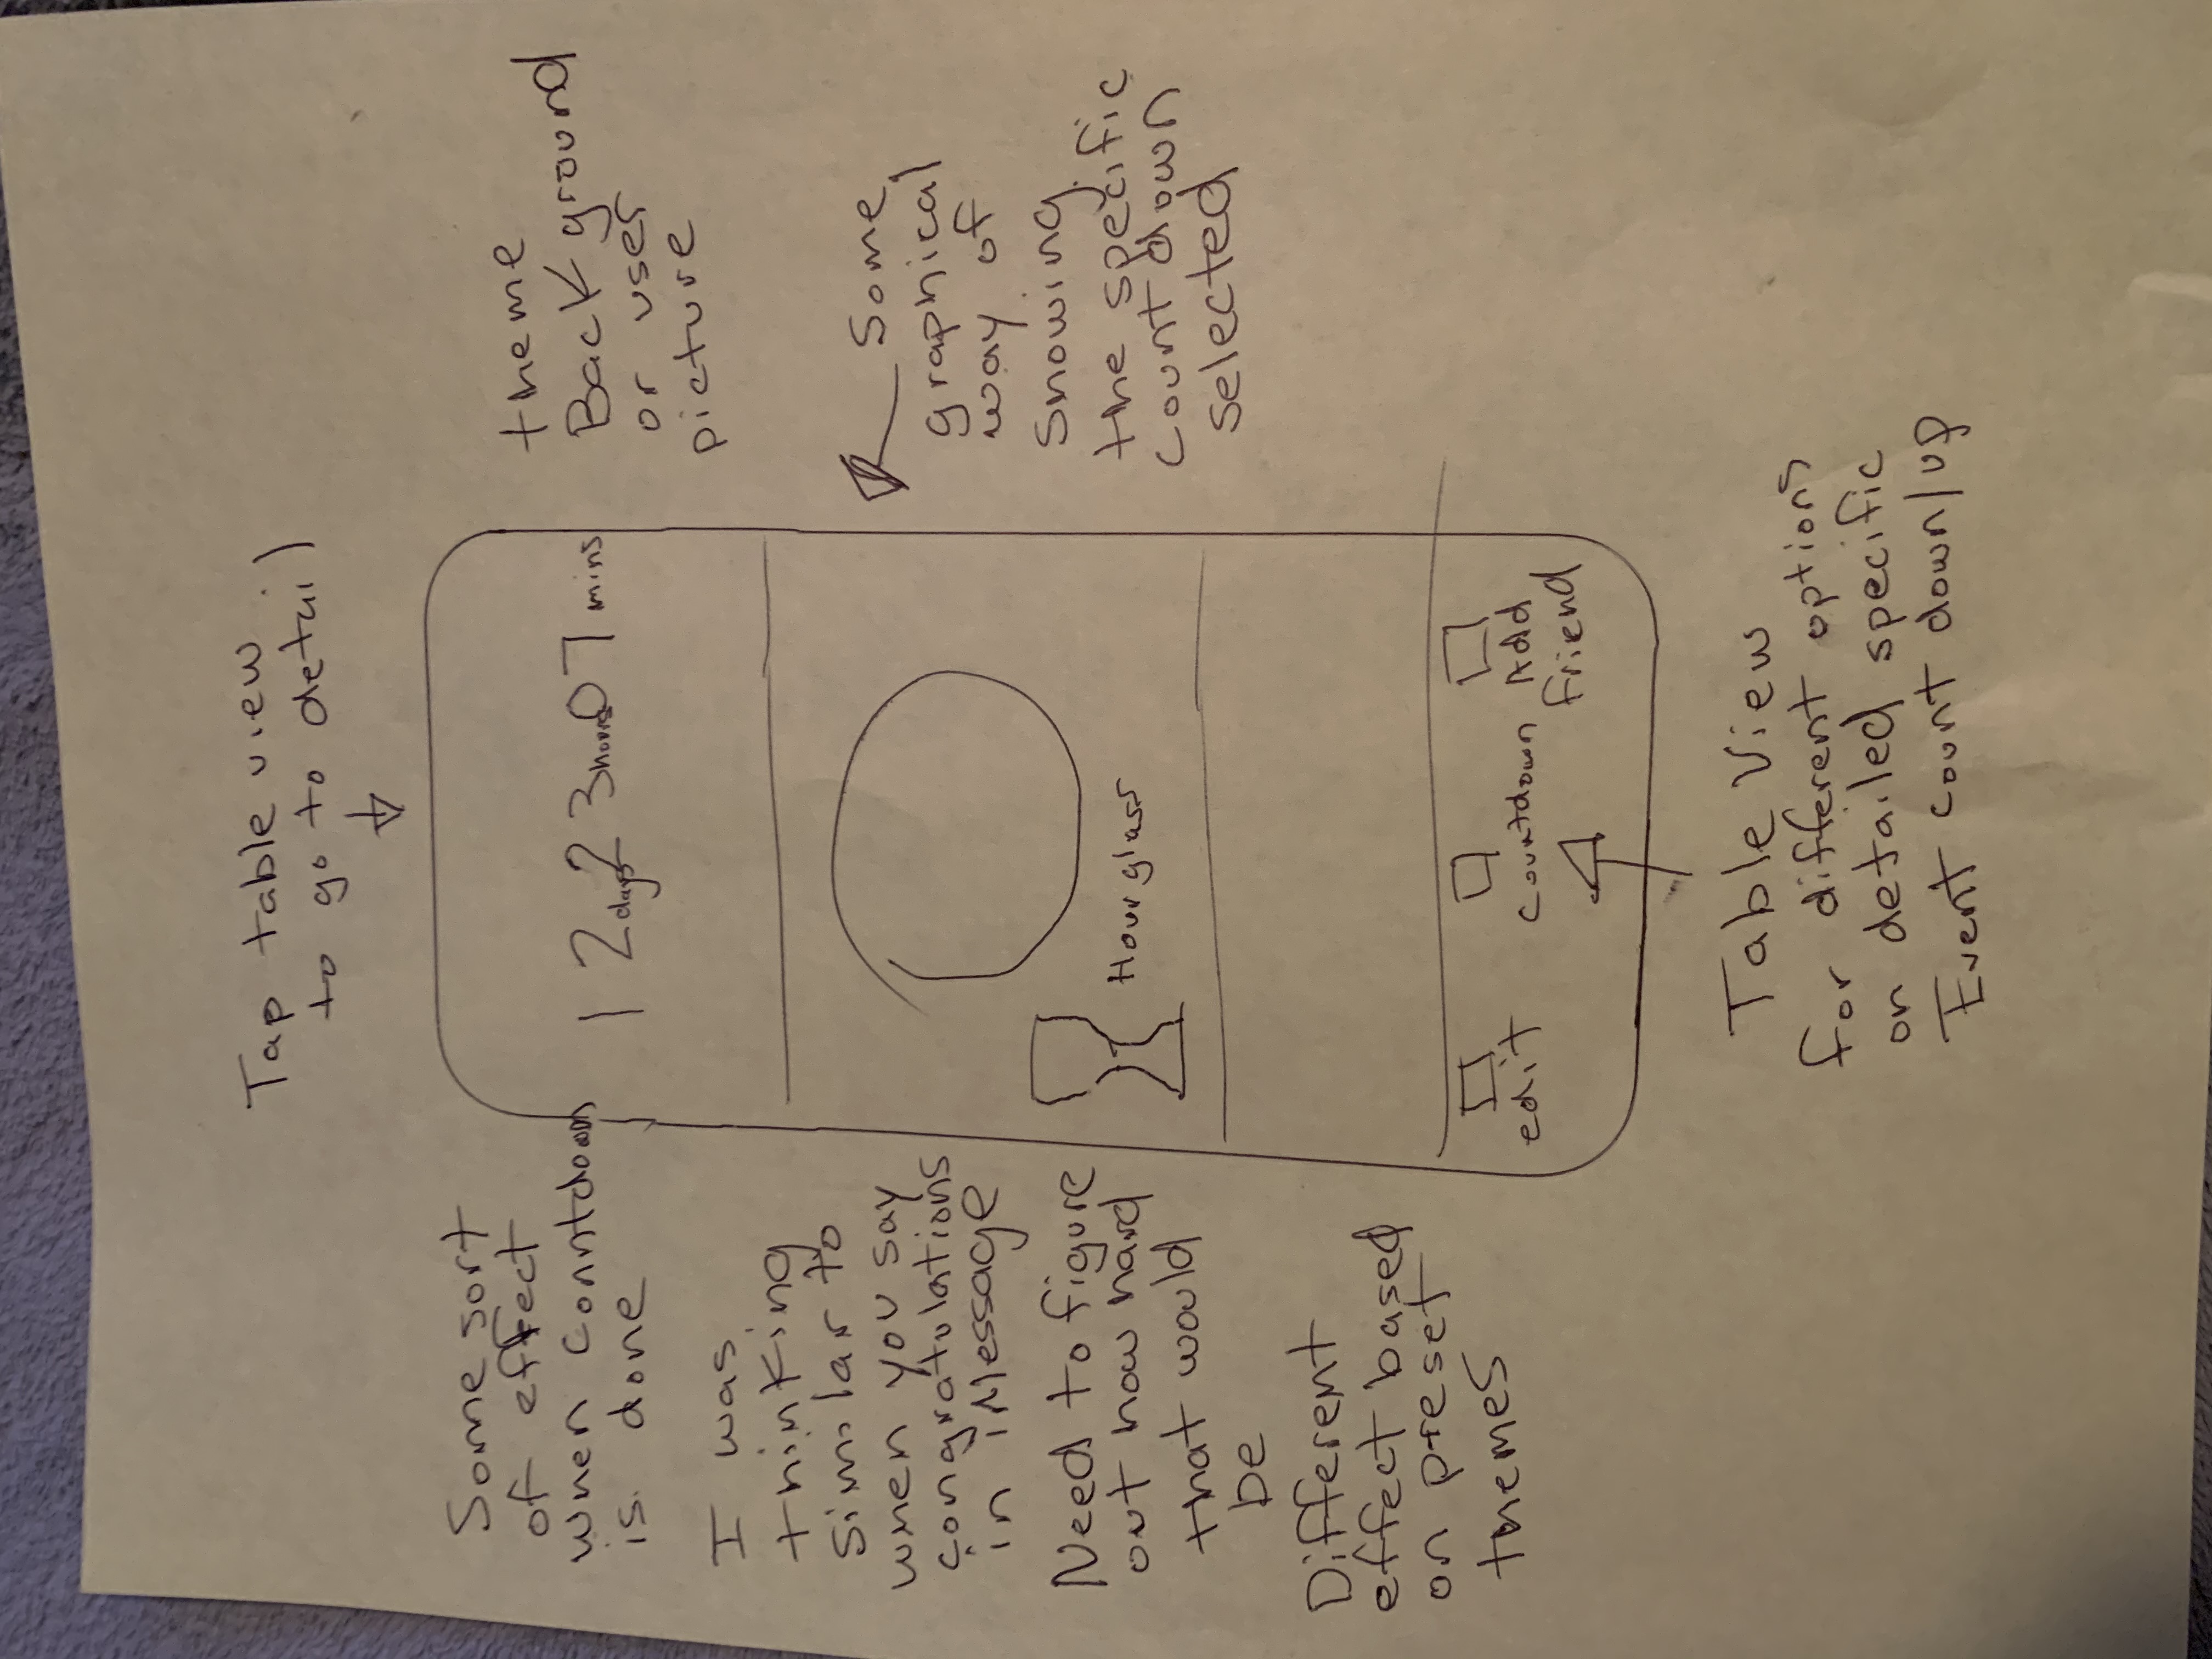 Tap table view
to go to detail
Some sort
of effect
when Conntdown
is done
I was
thinking
similar to
when you say
congratulations
in iMessage
Need to figure
out how hard
that would
be
Different
effect based
on preset
themes
12 days 23 hours 07 mins
Hourglass
edit
Countdown
Add
friend
theme
Background
or user
picture
Some
graphical
way of
showing
the specific
count down
selected
Table View
for different options
on detailed specific
Event count down/up